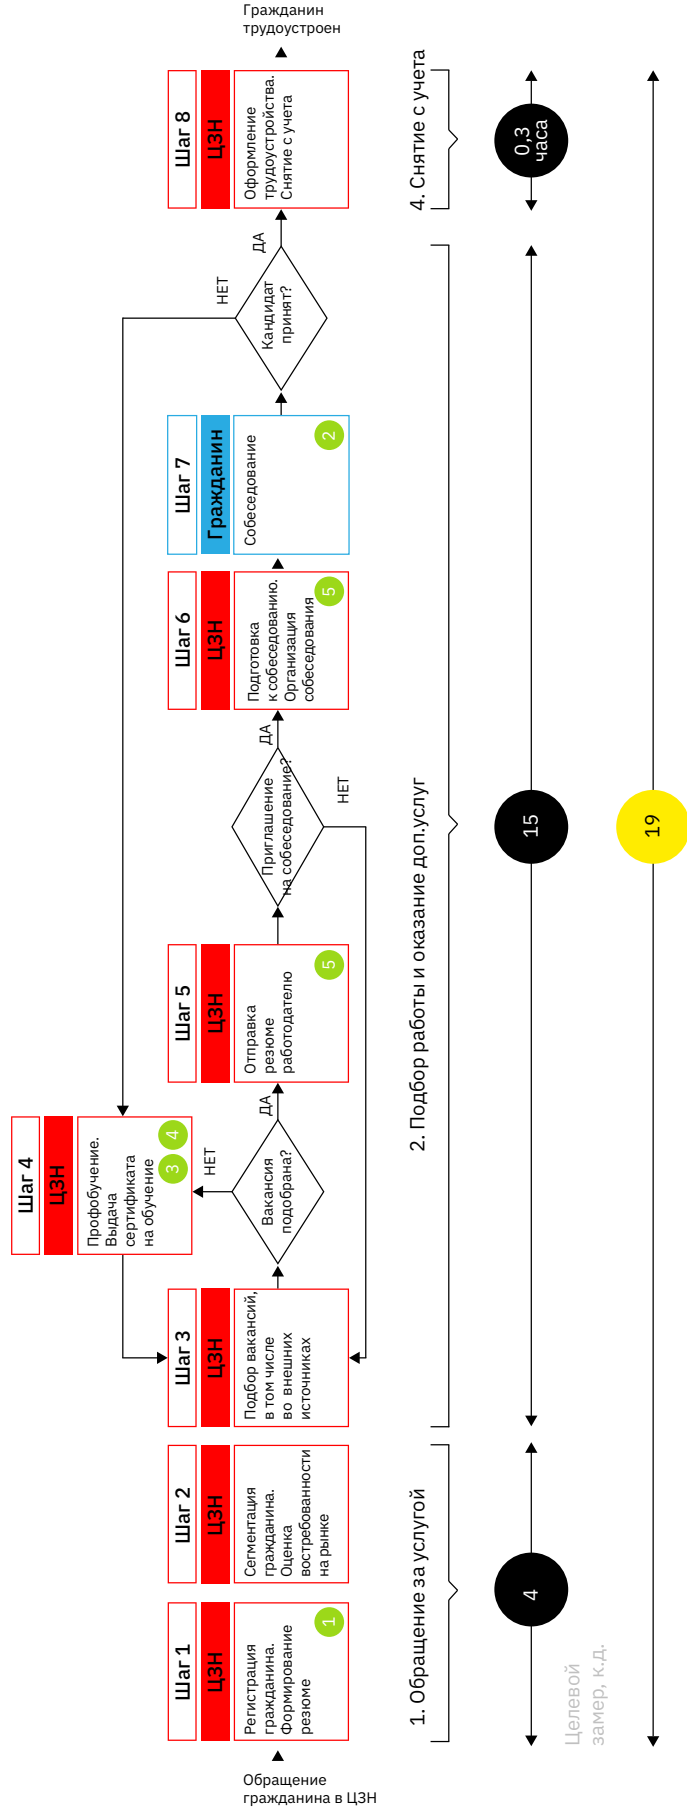 Обращение
гражданина в ЦЗН
Шаг 1
ЦЗН
Регистрация
гражданина.
Формирование
резюме
1
Шаг 2
ЦЗН
Сегментация
гражданина.
Оценка
востребованности
на рынке
Шаг 3
ЦЗН
Подбор вакансий,
в том числе
во внешних
источниках
Вакансия
подобрана?
НЕТ
ДА
Шаг 4
ЦЗН
Профобучение.
Выдача
сертификата
на обучение
3 4
Шаг 5
ЦЗН
Отправка
резюме
работодателю
5
Приглашение
на собеседование?
ДА
НЕТ
Шаг 6
ЦЗН
Подготовка
к собеседованию.
Организация
собеседования
5
Шаг 7
Гражданин
Собеседование
2
Кандидат
принят?
НЕТ
ДА
Шаг 8
ЦЗН
Оформление
трудоустройства.
Снятие с учета
Гражданин
трудоустроен
1. Обращение за услугой
2. Подбор работы и оказание доп.услуг
4. Снятие с учета
Целевой
замер, к.д.
4
15
0,3
часа
19